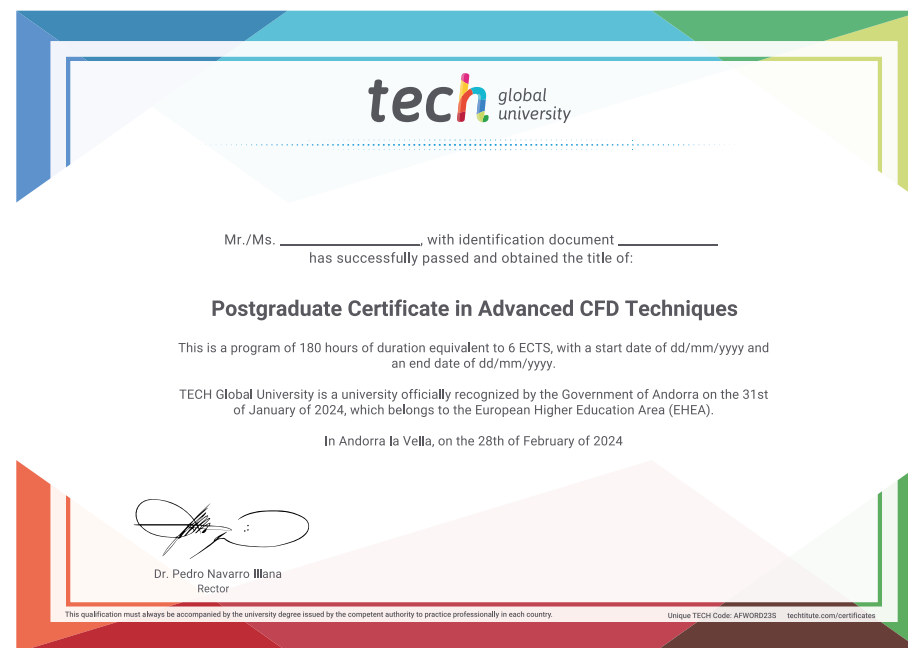 tech global university
Mr./Ms. ____________, with identification document ____________
has successfully passed and obtained the title of:
Postgraduate Certificate in Advanced CFD Techniques
This is a program of 180 hours of duration equivalent to 6 ECTS, with a start date of dd/mm/yyyy and
an end date of dd/mm/yyyy.
TECH Global University is a university officially recognized by the Government of Andorra on the 31st
of January of 2024, which belongs to the European Higher Education Area (EHEA).
In Andorra la Vella, on the 28th of February of 2024
Dr. Pedro Navarro Illana
Rector
This qualification must always be accompanied by the university degree issued by the competent authority to practice professionally in each country.
Unique TECH Code: AFWORD23S techtitute.com/certificates